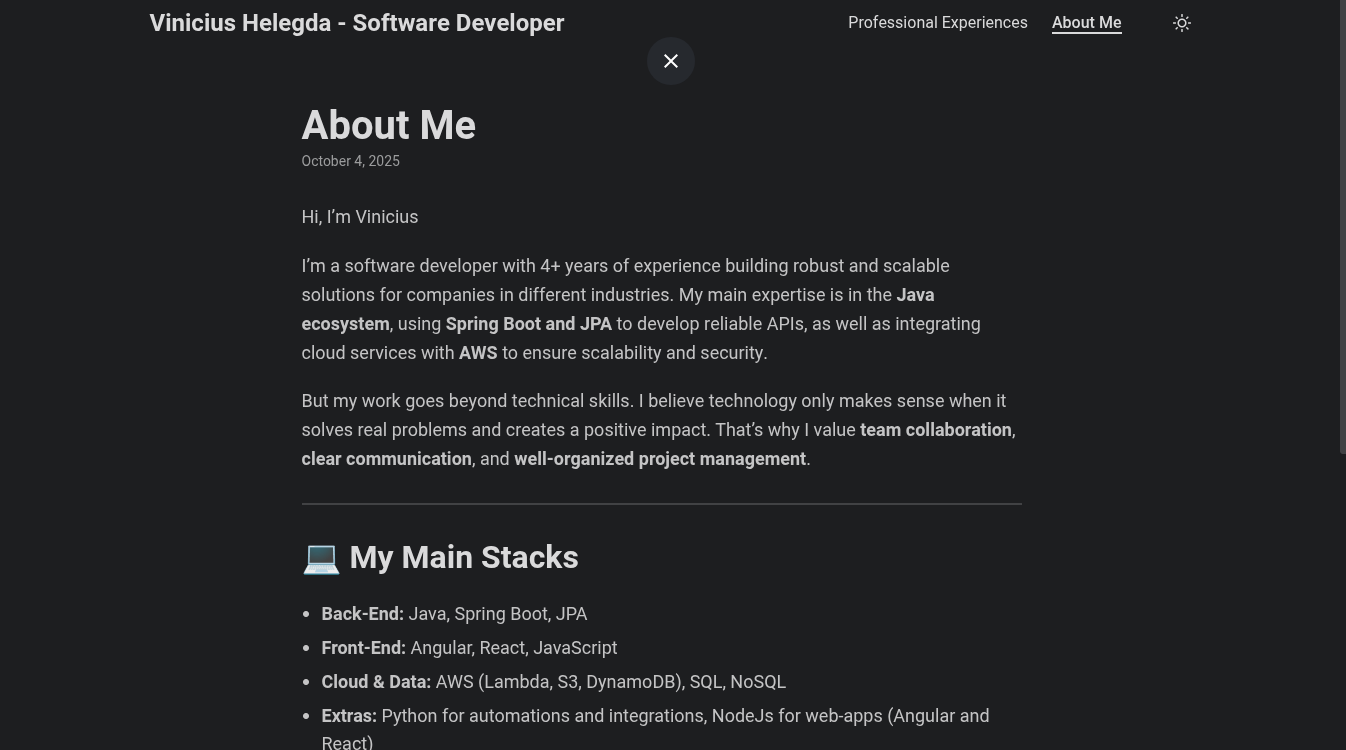 Vinicius Helegda - Software Developer
Professional Experiences
About Me
About Me
October 4, 2025
Hi, I’m Vinicius
I’m a software developer with 4+ years of experience building robust and scalable
solutions for companies in different industries. My main expertise is in the Java
ecosystem, using Spring Boot and JPA to develop reliable APIs, as well as integrating
cloud services with AWS to ensure scalability and security.
But my work goes beyond technical skills. I believe technology only makes sense when it
solves real problems and creates a positive impact. That’s why I value team collaboration,
clear communication, and well-organized project management.
💻 My Main Stacks
• Back-End: Java, Spring Boot, JPA
• Front-End: Angular, React, JavaScript
• Cloud & Data: AWS (Lambda, S3, DynamoDB), SQL, NoSQL
• Extras: Python for automations and integrations, NodeJs for web-apps (Angular and
React)